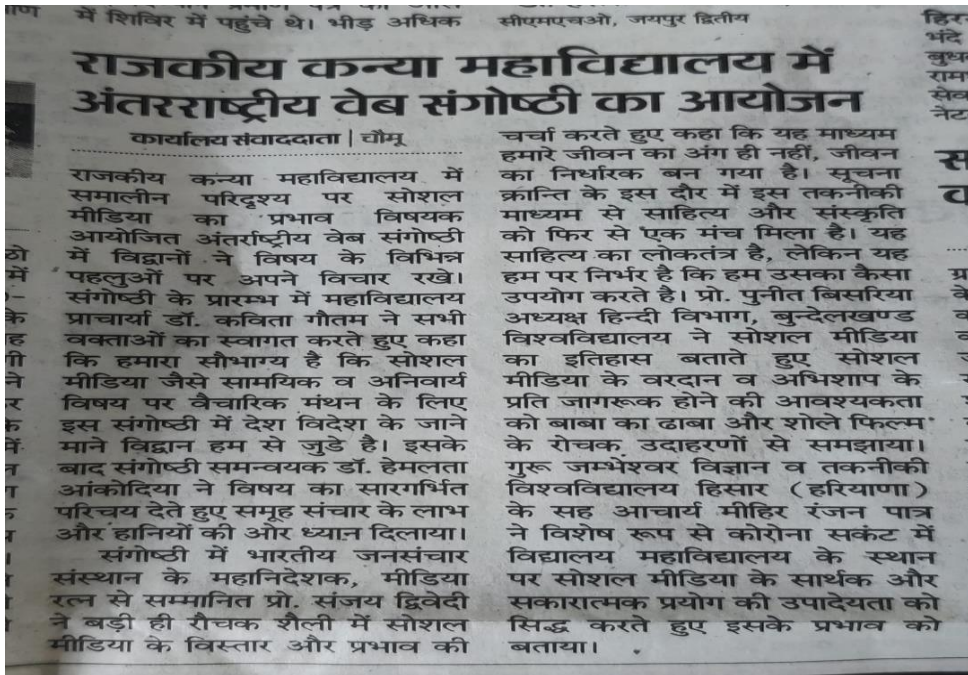 में शिविर में पहुंचे थे। भीड़ अधिक
सीएमएचओ, जयपुर द्वितीय
राजकीय कन्या महाविद्यालय में
अंतरराष्ट्रीय वेब संगोष्ठी का आयोजन
कार्यालय संवाददाता | चौमू
राजकीय कन्या महाविद्यालय में
समालीन परिदृश्य पर सोशल
मीडिया का प्रभाव विषयक
आयोजित अंतर्राष्ट्रीय वेब संगोष्ठी
में विद्वानों ने विषय के विभिन्न
पहलुओं पर अपने विचार रखे।
संगोष्ठी के प्रारम्भ में महाविद्यालय
प्राचार्या डॉ. कविता गौतम ने सभी
वक्ताओं का स्वागत करते हुए कहा
कि हमारा सौभाग्य है कि सोशल
मीडिया जैसे सामयिक व अनिवार्य
विषय पर वैचारिक मंथन के लिए
इस संगोष्ठी में देश विदेश के जाने
माने विद्वान हम से जुडे है। इसके
बाद संगोष्ठी समन्वयक डॉ. हेमलता
आंकोदिया ने विषय का सारगर्भित
परिचय देते हुए समूह संचार के लाभ
और हानियों की ओर ध्यान दिलाया।
संगोष्ठी में भारतीय जनसंचार
संस्थान के महानिदेशक, मीडिया
रत्न से सम्मानित प्रो. संजय द्विवेदी
ने बड़ी ही रौचक शैली में सोशल
मीडिया के विस्तार और प्रभाव की
चर्चा करते हुए कहा कि यह माध्यम
हमारे जीवन का अंग ही नहीं, जीवन
का निर्धारक बन गया है। सूचना
क्रान्ति के इस दौर में इस तकनीकी
माध्यम से साहित्य और संस्कृति
को फिर से एक मंच मिला है। यह
साहित्य का लोकतंत्र है, लेकिन यह
हम पर निर्भर है कि हम उसका कैसा
उपयोग करते है। प्रो. पुनीत बिसरिया
अध्यक्ष हिन्दी विभाग, बुन्देलखण्ड
विश्वविद्यालय ने सोशल मीडिया
का इतिहास बताते हुए सोशल
मीडिया के वरदान व अभिशाप के
प्रति जागरूक होने की आवश्यकता
को बाबा का ढाबा और शोले फिल्म
के रोचक उदाहरणों से समझाया।
गुरू जम्भेश्वर विज्ञान व तकनीकी
विश्वविद्यालय हिसार (हरियाणा)
के सह आचार्य मीहिर रंजन पात्र
ने विशेष रूप से कोरोना सकंट में
विद्यालय महाविद्यालय के स्थान
पर सोशल मीडिया के सार्थक और
सकारात्मक प्रयोग की उपादेयता को
सिद्ध करते हुए इसके प्रभाव को
बताया।